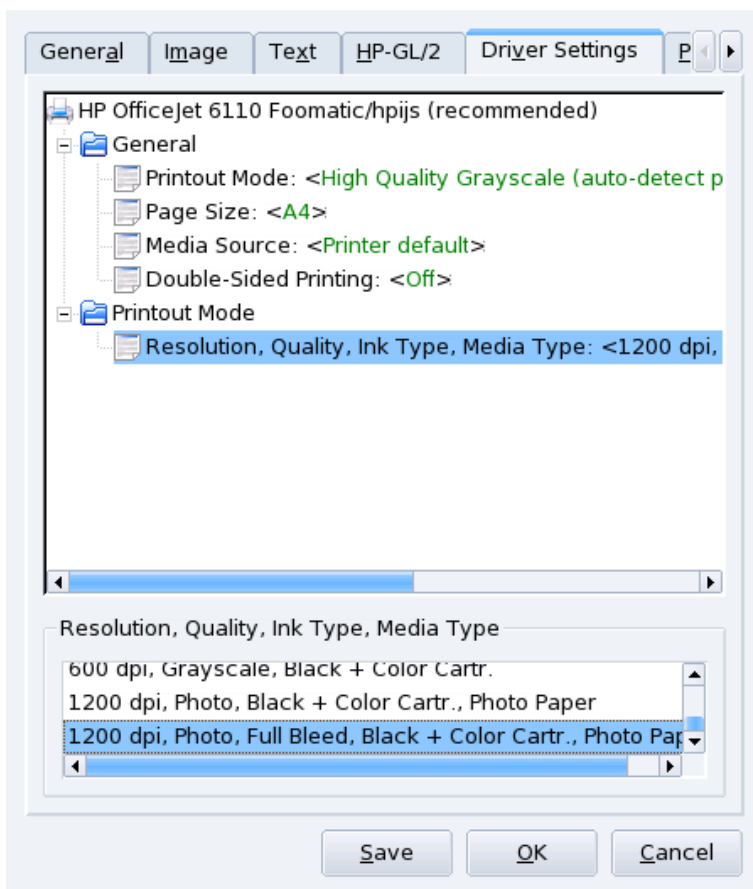 General Image Text HP-GL/2 Driver Settings P
HP OfficeJet 6110 Foomatic/hpijs (recommended)
General
Printout Mode: <High Quality Grayscale (auto-detect p
Page Size: <A4>
Media Source: <Printer default>
Double-Sided Printing: <Off>
Printout Mode
Resolution, Quality, Ink Type, Media Type: <1200 dpi,
Resolution, Quality, Ink Type, Media Type
600 dpi, Grayscale, Black + Color Cartr.
1200 dpi, Photo, Black + Color Cartr., Photo Paper
1200 dpi, Photo, Full Bleed, Black + Color Cartr., Photo Pap
Save OK Cancel